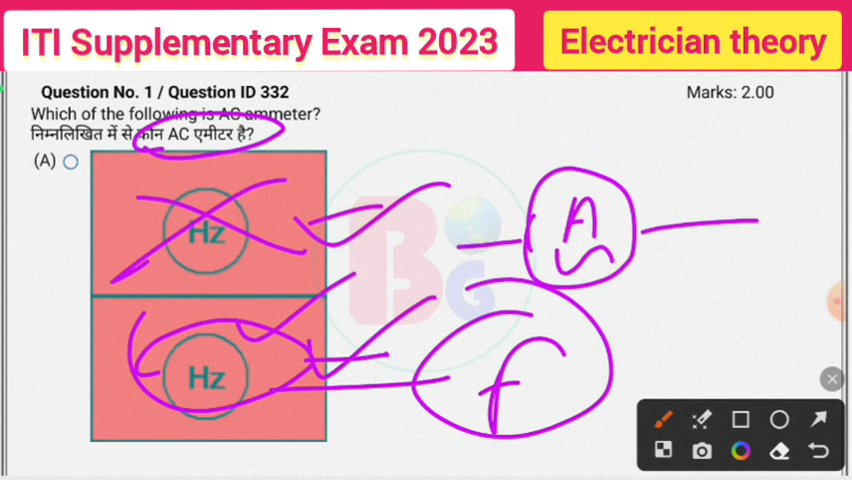 ITI Supplementary Exam 2023
Electrician theory
Question No. 1 / Question ID 332
Marks: 2.00
Which of the following is AC ammeter?
निम्नलिखित में से कौन AC एमीटर है?
(A)
Hz
A
B
G
Hz
f